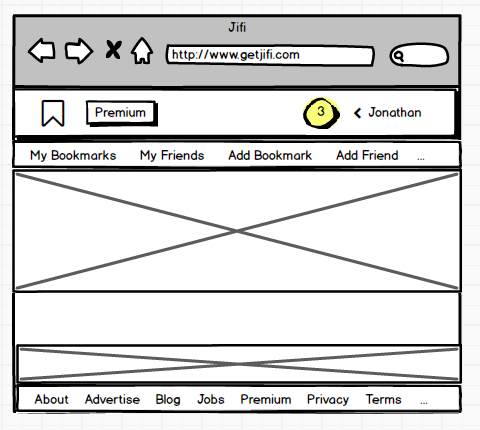 Jifi
http://www.getjifi.com
Premium 3 Jonathan
My Bookmarks My Friends Add Bookmark Add Friend ...
About Advertise Blog Jobs Premium Privacy Terms ...